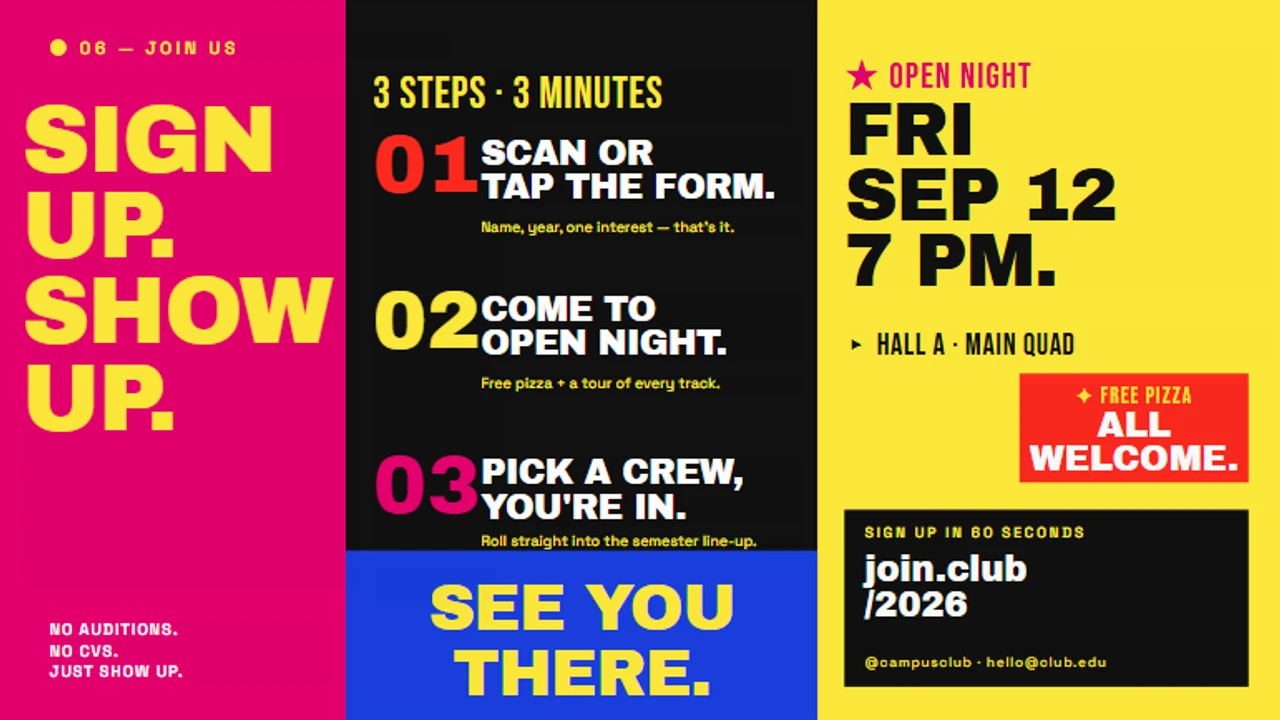 06 — JOIN US
SIGN
UP.
SHOW
UP.
NO AUDITIONS.
NO CVS.
JUST SHOW UP.
3 STEPS · 3 MINUTES
01
SCAN OR
TAP THE FORM.
Name, year, one interest — that's it.
02
COME TO
OPEN NIGHT.
Free pizza + a tour of every track.
03
PICK A CREW,
YOU'RE IN.
Roll straight into the semester line-up.
SEE YOU
THERE.
★ OPEN NIGHT
FRI
SEP 12
7 PM.
▸ HALL A · MAIN QUAD
✦ FREE PIZZA
ALL
WELCOME.
SIGN UP IN 60 SECONDS
join.club
/2026
@campusclub · hello@club.edu